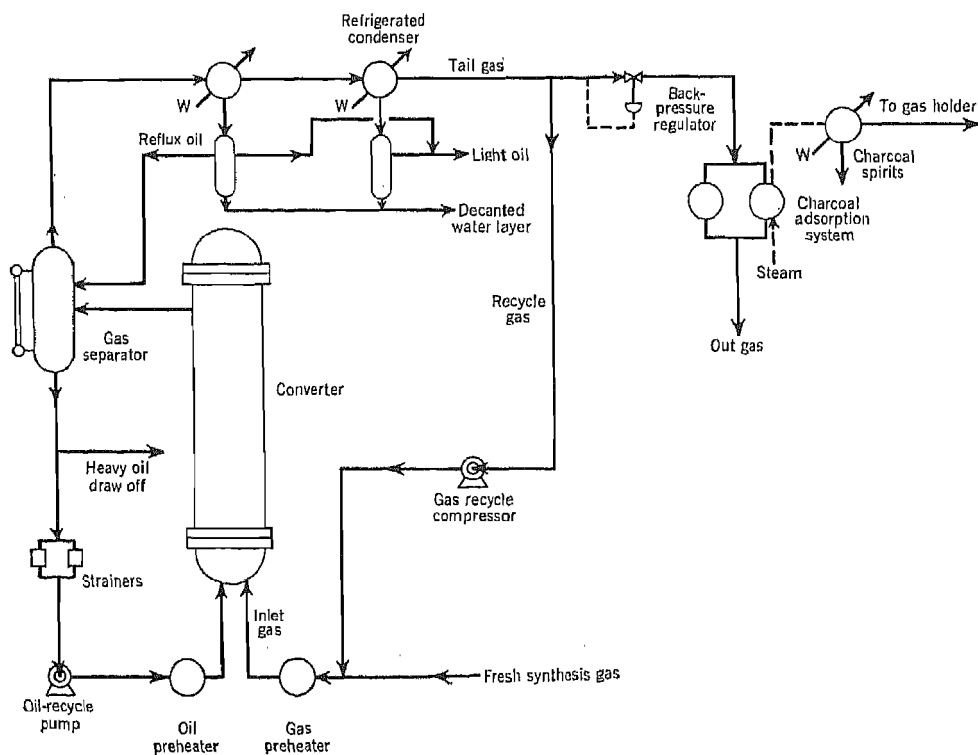 Refrigerated
condenser
W
W
Tail gas
Back-
pressure
regulator
To gas holder
W
Charcoal
spirits
Reflux oil
Light oil
Decanted
water layer
Charcoal
adsorption
system
Steam
Recycle
gas
Out gas
Gas
separator
Converter
Heavy oil
draw off
Gas recycle
compressor
Strainers
Inlet
gas
Fresh synthesis gas
Oil-recycle
pump
Oil
preheater
Gas
preheater